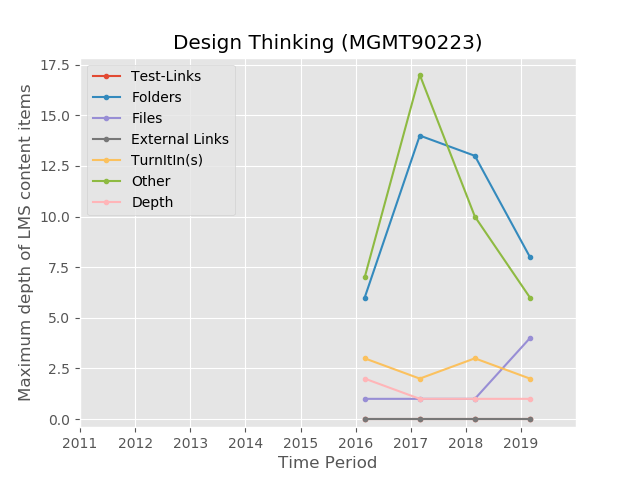 Design Thinking (MGMT90223)
Maximum depth of LMS content items
17.5
15.0
12.5
10.0
7.5
5.0
2.5
0.0
Test-Links
Folders
Files
External Links
TurnItIn(s)
Other
Depth
2011 2012 2013 2014 2015 2016 2017 2018 2019
Time Period